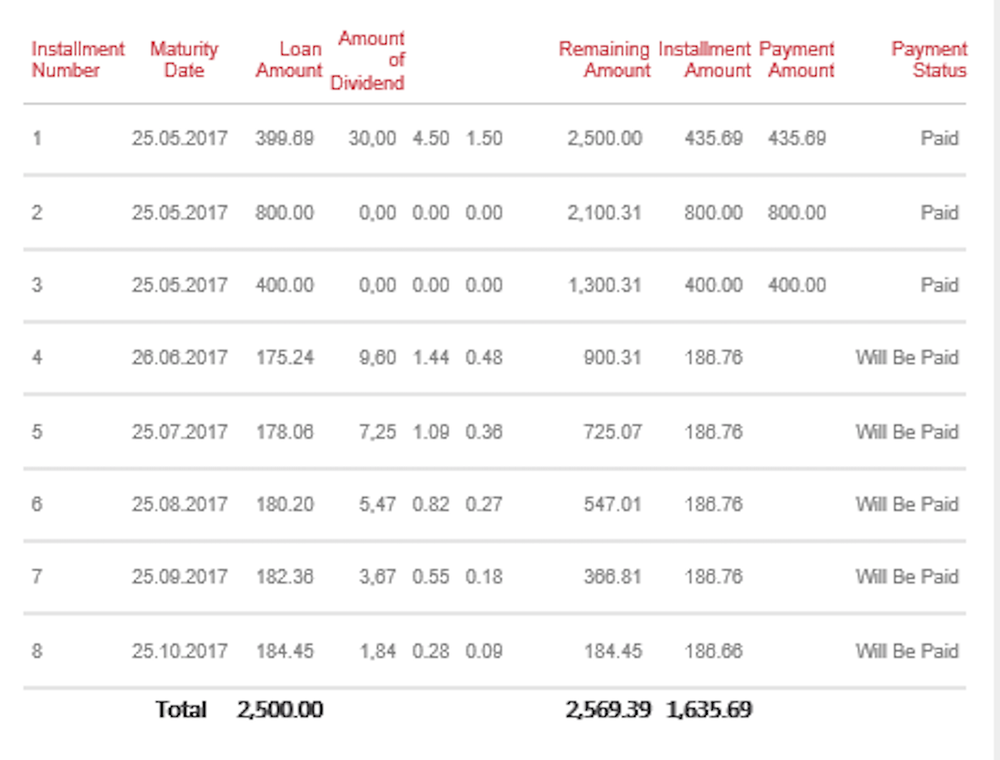 Installment Number Maturity Date Loan Amount Amount of Dividend Remaining Amount Installment Amount Payment Amount Payment Status
1 25.05.2017 399.69 30,00 4.50 1.50 2,500.00 435.69 435.69 Paid
2 25.05.2017 800.00 0,00 0.00 0.00 2,100.31 800.00 800.00 Paid
3 25.05.2017 400.00 0,00 0.00 0.00 1,300.31 400.00 400.00 Paid
4 26.06.2017 175.24 9,60 1.44 0.48 900.31 186.76 Will Be Paid
5 25.07.2017 178.06 7,25 1.09 0.36 725.07 186.76 Will Be Paid
6 25.08.2017 180.20 5,47 0.82 0.27 547.01 186.76 Will Be Paid
7 25.09.2017 182.36 3,67 0.55 0.18 366.81 186.76 Will Be Paid
8 25.10.2017 184.45 1,84 0.28 0.09 184.45 186.66 Will Be Paid
Total 2,500.00 2,569.39 1,635.69